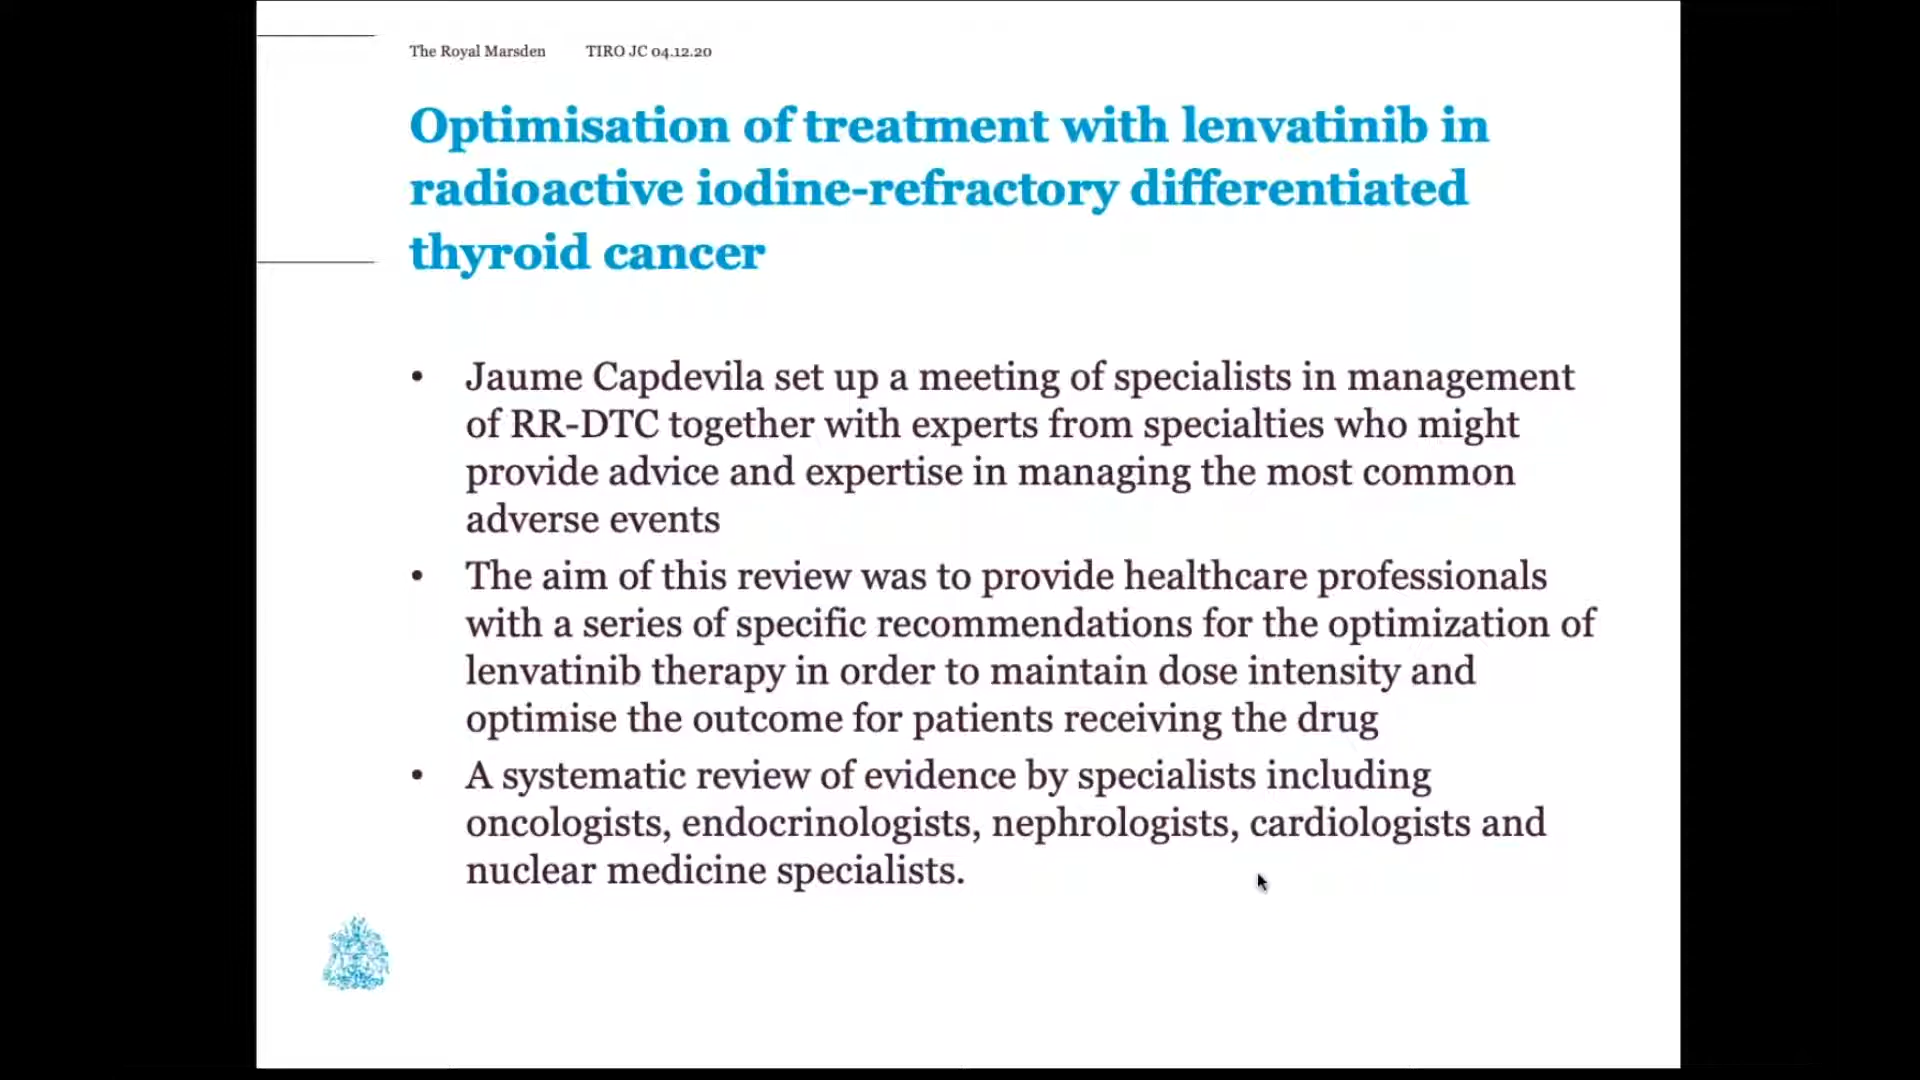 The Royal Marsden TIRO JC 04.12.20
Optimisation of treatment with lenvatinib in
radioactive iodine-refractory differentiated
thyroid cancer
• Jaume Capdevila set up a meeting of specialists in management
of RR-DTC together with experts from specialties who might
provide advice and expertise in managing the most common
adverse events
• The aim of this review was to provide healthcare professionals
with a series of specific recommendations for the optimization of
lenvatinib therapy in order to maintain dose intensity and
optimise the outcome for patients receiving the drug
• A systematic review of evidence by specialists including
oncologists, endocrinologists, nephrologists, cardiologists and
nuclear medicine specialists.